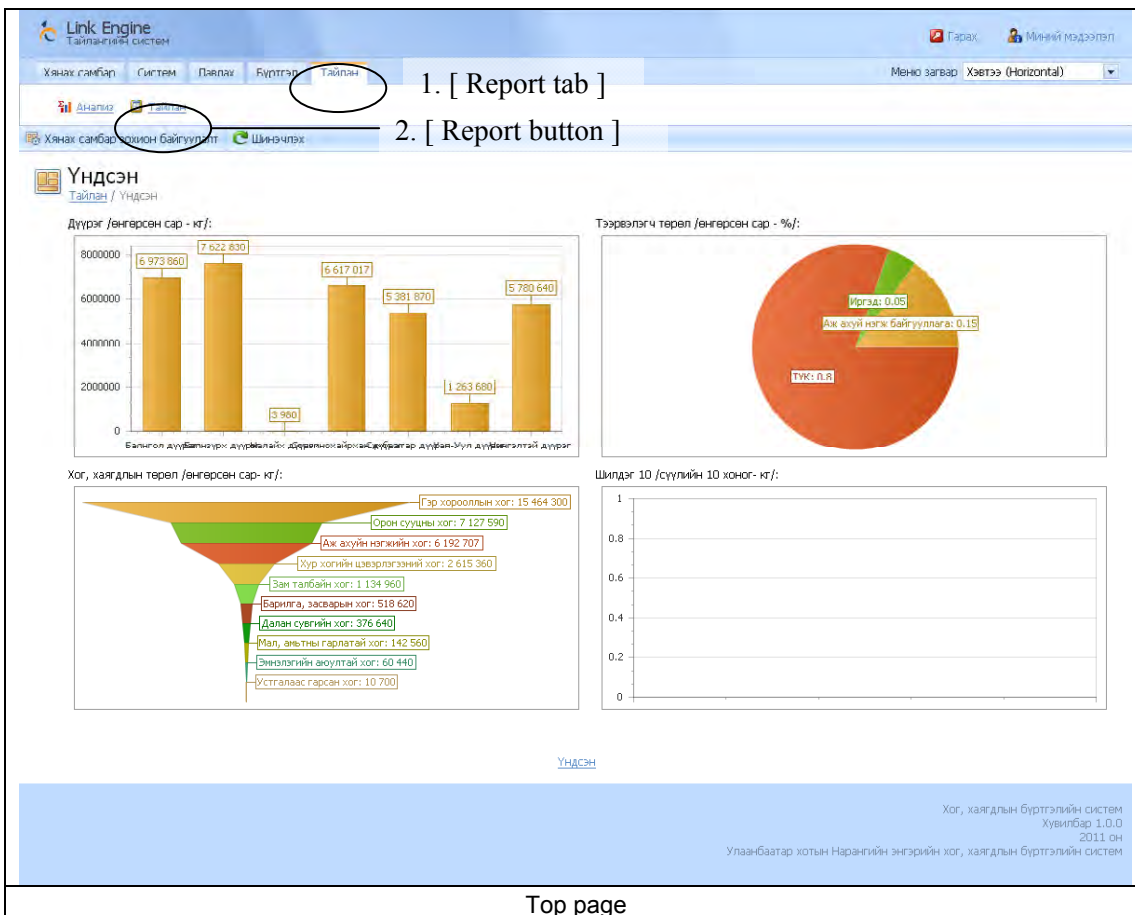 Link Engine
Тайлангийн систем
Гарах Миний мэдээлэл
Хянах самбар Систем Лавлах Бүртгэл Тайлан
1. [ Report tab ]
Меню загвар Хэвтээ (Horizontal)
Анализ Тайлан
2. [ Report button ]
Хянах самбар зохион байгуулалт Шинэчлэх
Үндсэн
Тайлан / Үндсэн
Дүүрэг /өнгөрсөн сар - кг/:
8000000
6000000
4000000
2000000
0
6 973 860
7 622 830
3 980
6 617 017
5 381 870
1 263 680
5 780 640
Тээрвэлэгч төрөл /өнгөрсөн сар - %/:
Иргэд: 0.05
Аж ахуй нэгж байгууллага: 0.15
ТҮК: 0.8
Хог, хаягдлын төрөл /өнгөрсөн сар- кг/:
Гэр хорооллын хог: 15 464 300
Орон сууцны хог: 7 127 590
Аж ахуйн нэгжийн хог: 6 192 707
Хур хогийн цэвэрлэгээний хог: 2 615 360
Зам талбайн хог: 1 134 960
Барилга, засварын хог: 518 620
Далан сувгийн хог: 376 640
Мал, амьтны гарлатай хог: 142 560
Эмнэлэгийн аюултай хог: 60 440
Устгалаас гарсан хог: 10 700
Шилдэг 10 /сүүлийн 10 хоног- кг/:
1
0.8
0.6
0.4
0.2
0
Үндсэн
Хог, хаягдлын бүртгэлийн систем
Хувилбар 1.0.0
2011 он
Улаанбаатар хотын Нарангийн энгэрийн хог, хаягдлын бүртгэлийн систем
Top page